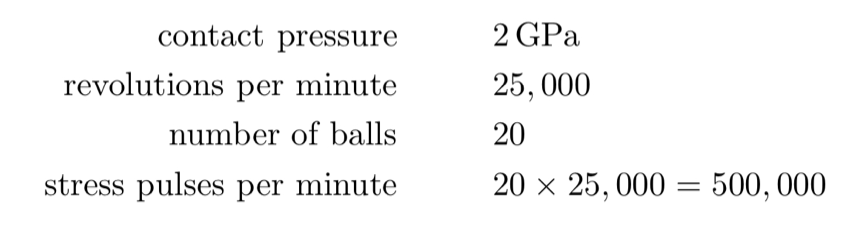 contact pressure 2 GPa
revolutions per minute 25,000
number of balls 20
stress pulses per minute 20 × 25,000 = 500,000